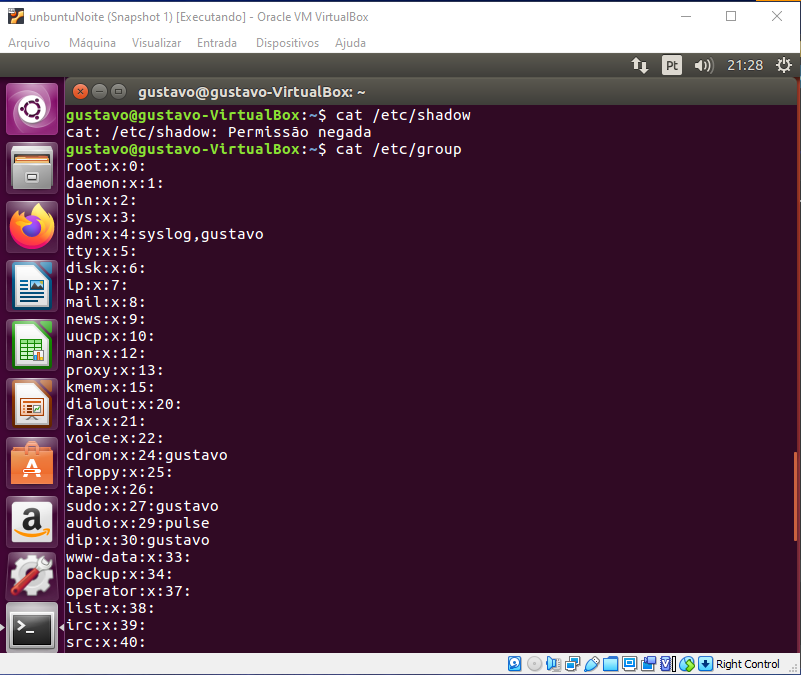 unbuntuNoite (Snapshot 1) [Executando] - Oracle VM VirtualBox
Arquivo Máquina Visualizar Entrada Dispositivos Ajuda
Pt 21:28
gustavo@gustavo-VirtualBox: ~
gustavo@gustavo-VirtualBox:~$ cat /etc/shadow
cat: /etc/shadow: Permissão negada
gustavo@gustavo-VirtualBox:~$ cat /etc/group
root:x:0:
daemon:x:1:
bin:x:2:
sys:x:3:
adm:x:4:syslog,gustavo
tty:x:5:
disk:x:6:
lp:x:7:
mail:x:8:
news:x:9:
uucp:x:10:
man:x:12:
proxy:x:13:
kmem:x:15:
dialout:x:20:
fax:x:21:
voice:x:22:
cdrom:x:24:gustavo
floppy:x:25:
tape:x:26:
sudo:x:27:gustavo
audio:x:29:pulse
dip:x:30:gustavo
www-data:x:33:
backup:x:34:
operator:x:37:
list:x:38:
irc:x:39:
src:x:40:
Right Control